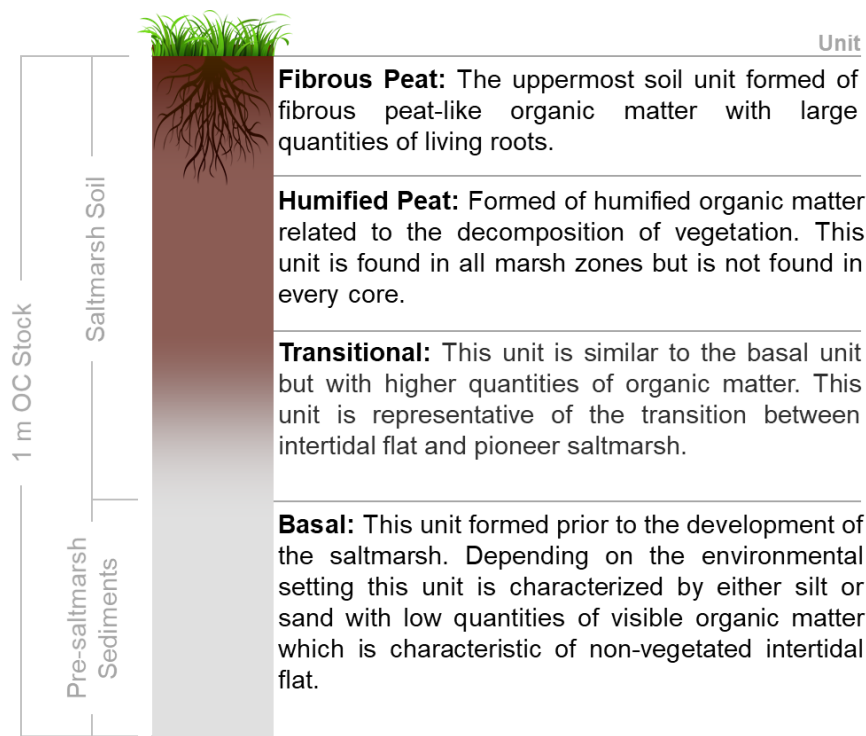 Unit
Fibrous Peat: The uppermost soil unit formed of
fibrous peat-like organic matter with large
quantities of living roots.
Humified Peat: Formed of humified organic matter
related to the decomposition of vegetation. This
unit is found in all marsh zones but is not found in
every core.
Transitional: This unit is similar to the basal unit
but with higher quantities of organic matter. This
unit is representative of the transition between
intertidal flat and pioneer saltmarsh.
Basal: This unit formed prior to the development of
the saltmarsh. Depending on the environmental
setting this unit is characterized by either silt or
sand with low quantities of visible organic matter
which is characteristic of non-vegetated intertidal
flat.
1 m OC Stock
Saltmarsh Soil
Pre-saltmarsh
Sediments